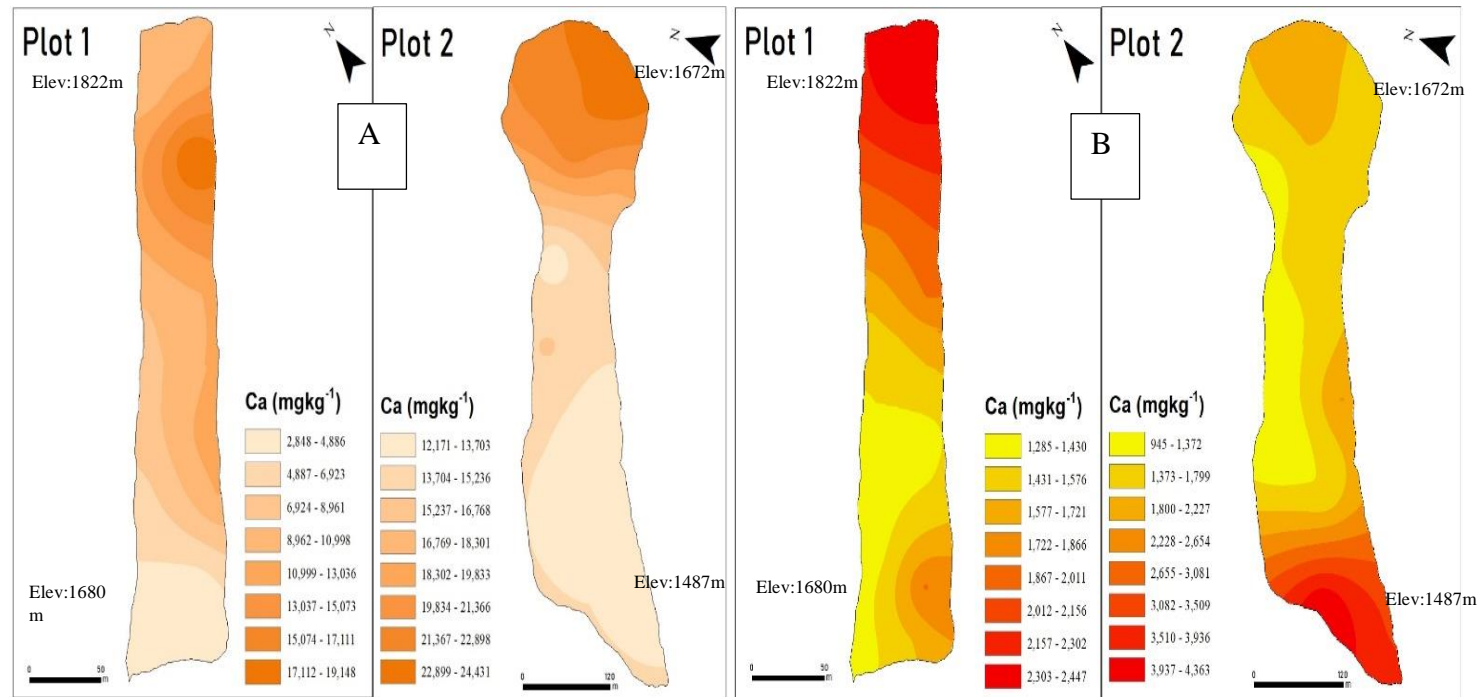 Plot 1
N
Elev:1822m
A
Elev:1680
m
Ca (mgkg-1)
2,848 - 4,886
4,887 - 6,923
6,924 - 8,961
8,962 - 10,998
10,999 - 13,036
13,037 - 15,073
15,074 - 17,111
17,112 - 19,148
0 50
m
Plot 2
N
Elev:1672m
Elev:1487m
Ca (mgkg-1)
12,171 - 13,703
13,704 - 15,236
15,237 - 16,768
16,769 - 18,301
18,302 - 19,833
19,834 - 21,366
21,367 - 22,898
22,899 - 24,431
0 120
m
Plot 1
N
Elev:1822m
B
Elev:1680m
Ca (mgkg-1)
1,285 - 1,430
1,431 - 1,576
1,577 - 1,721
1,722 - 1,866
1,867 - 2,011
2,012 - 2,156
2,157 - 2,302
2,303 - 2,447
0 50
m
Plot 2
N
Elev:1672m
Elev:1487m
Ca (mgkg-1)
945 - 1,372
1,373 - 1,799
1,800 - 2,227
2,228 - 2,654
2,655 - 3,081
3,082 - 3,509
3,510 - 3,936
3,937 - 4,363
0 120
m